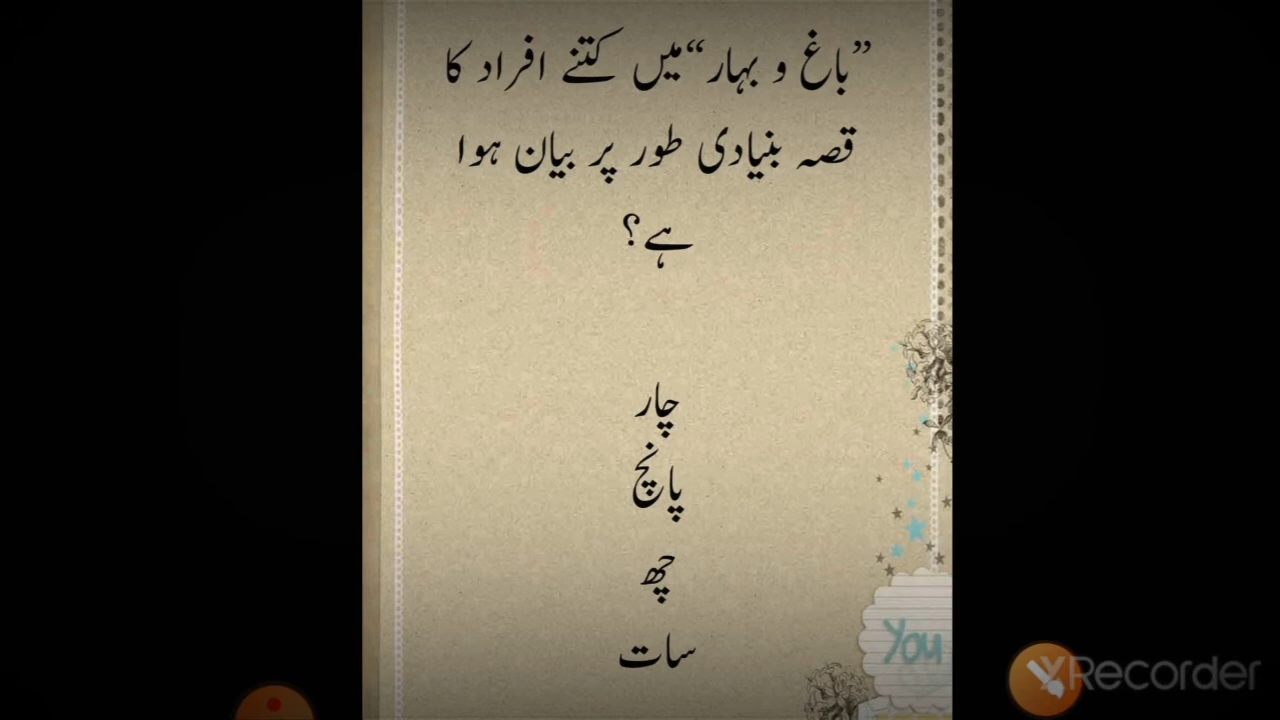 ”باغ و بہار“میں کتنے افراد کا
قصہ بنیادی طور پر بیان ہوا
ہے؟
چار
پانچ
چھ
سات
You
Recorder